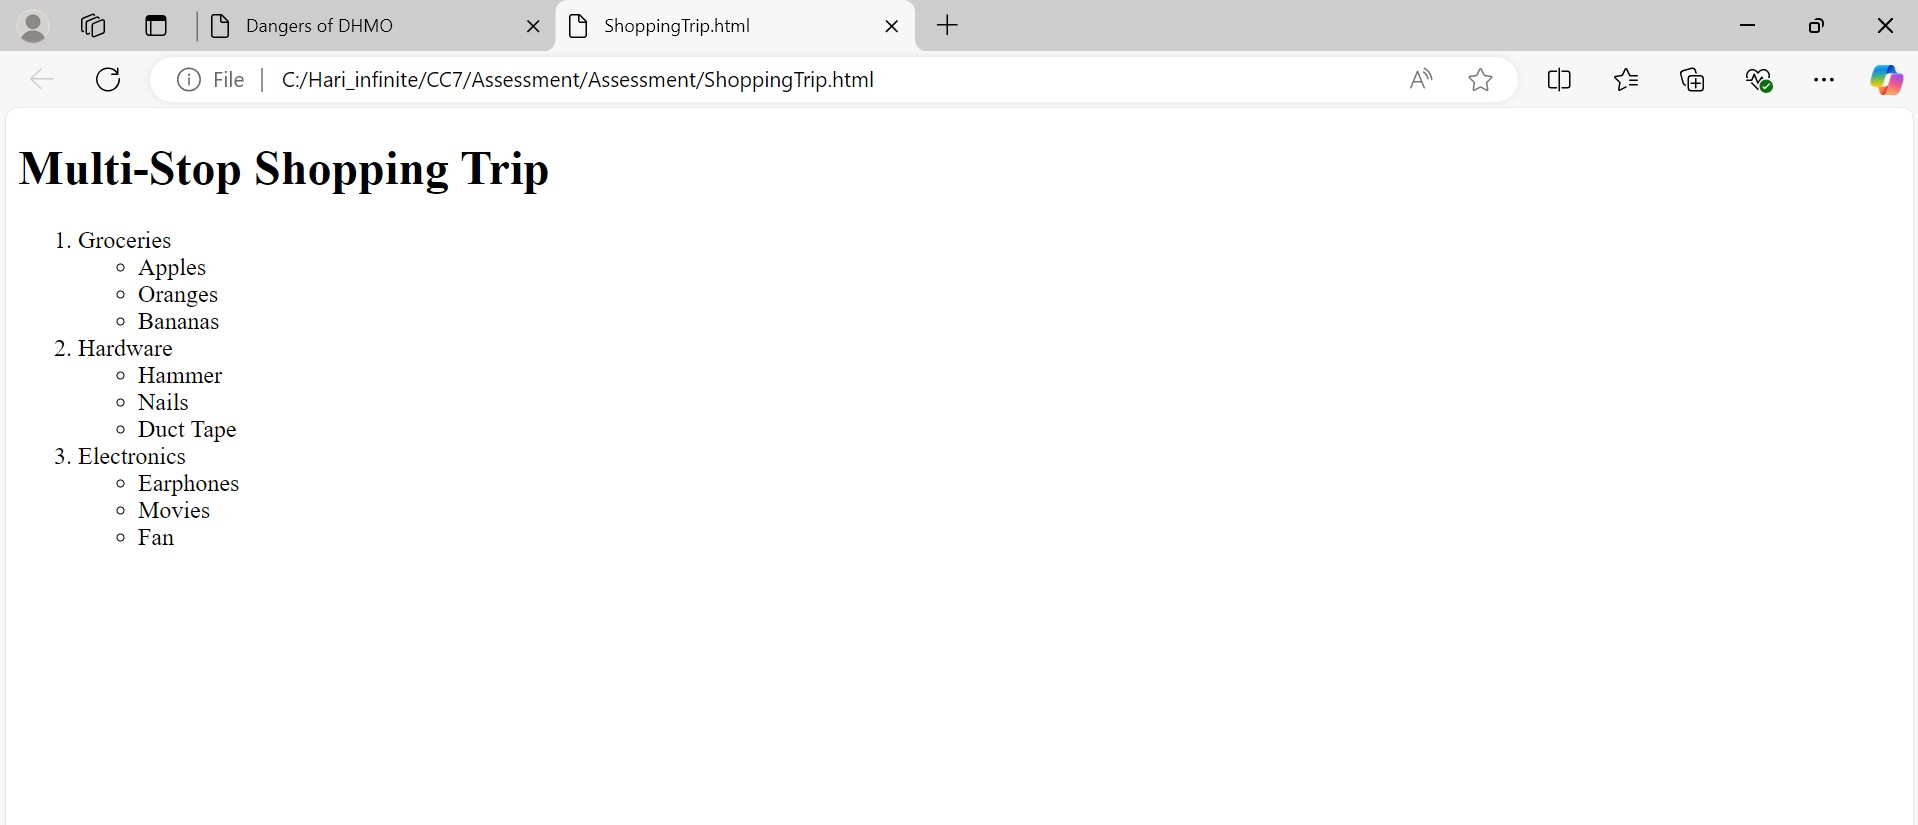 Dangers of DHMO
ShoppingTrip.html
File
C:/Hari_infinite/CC7/Assessment/Assessment/ShoppingTrip.html
Multi-Stop Shopping Trip
1. Groceries
Apples
Oranges
Bananas
2. Hardware
Hammer
Nails
Duct Tape
3. Electronics
Earphones
Movies
Fan